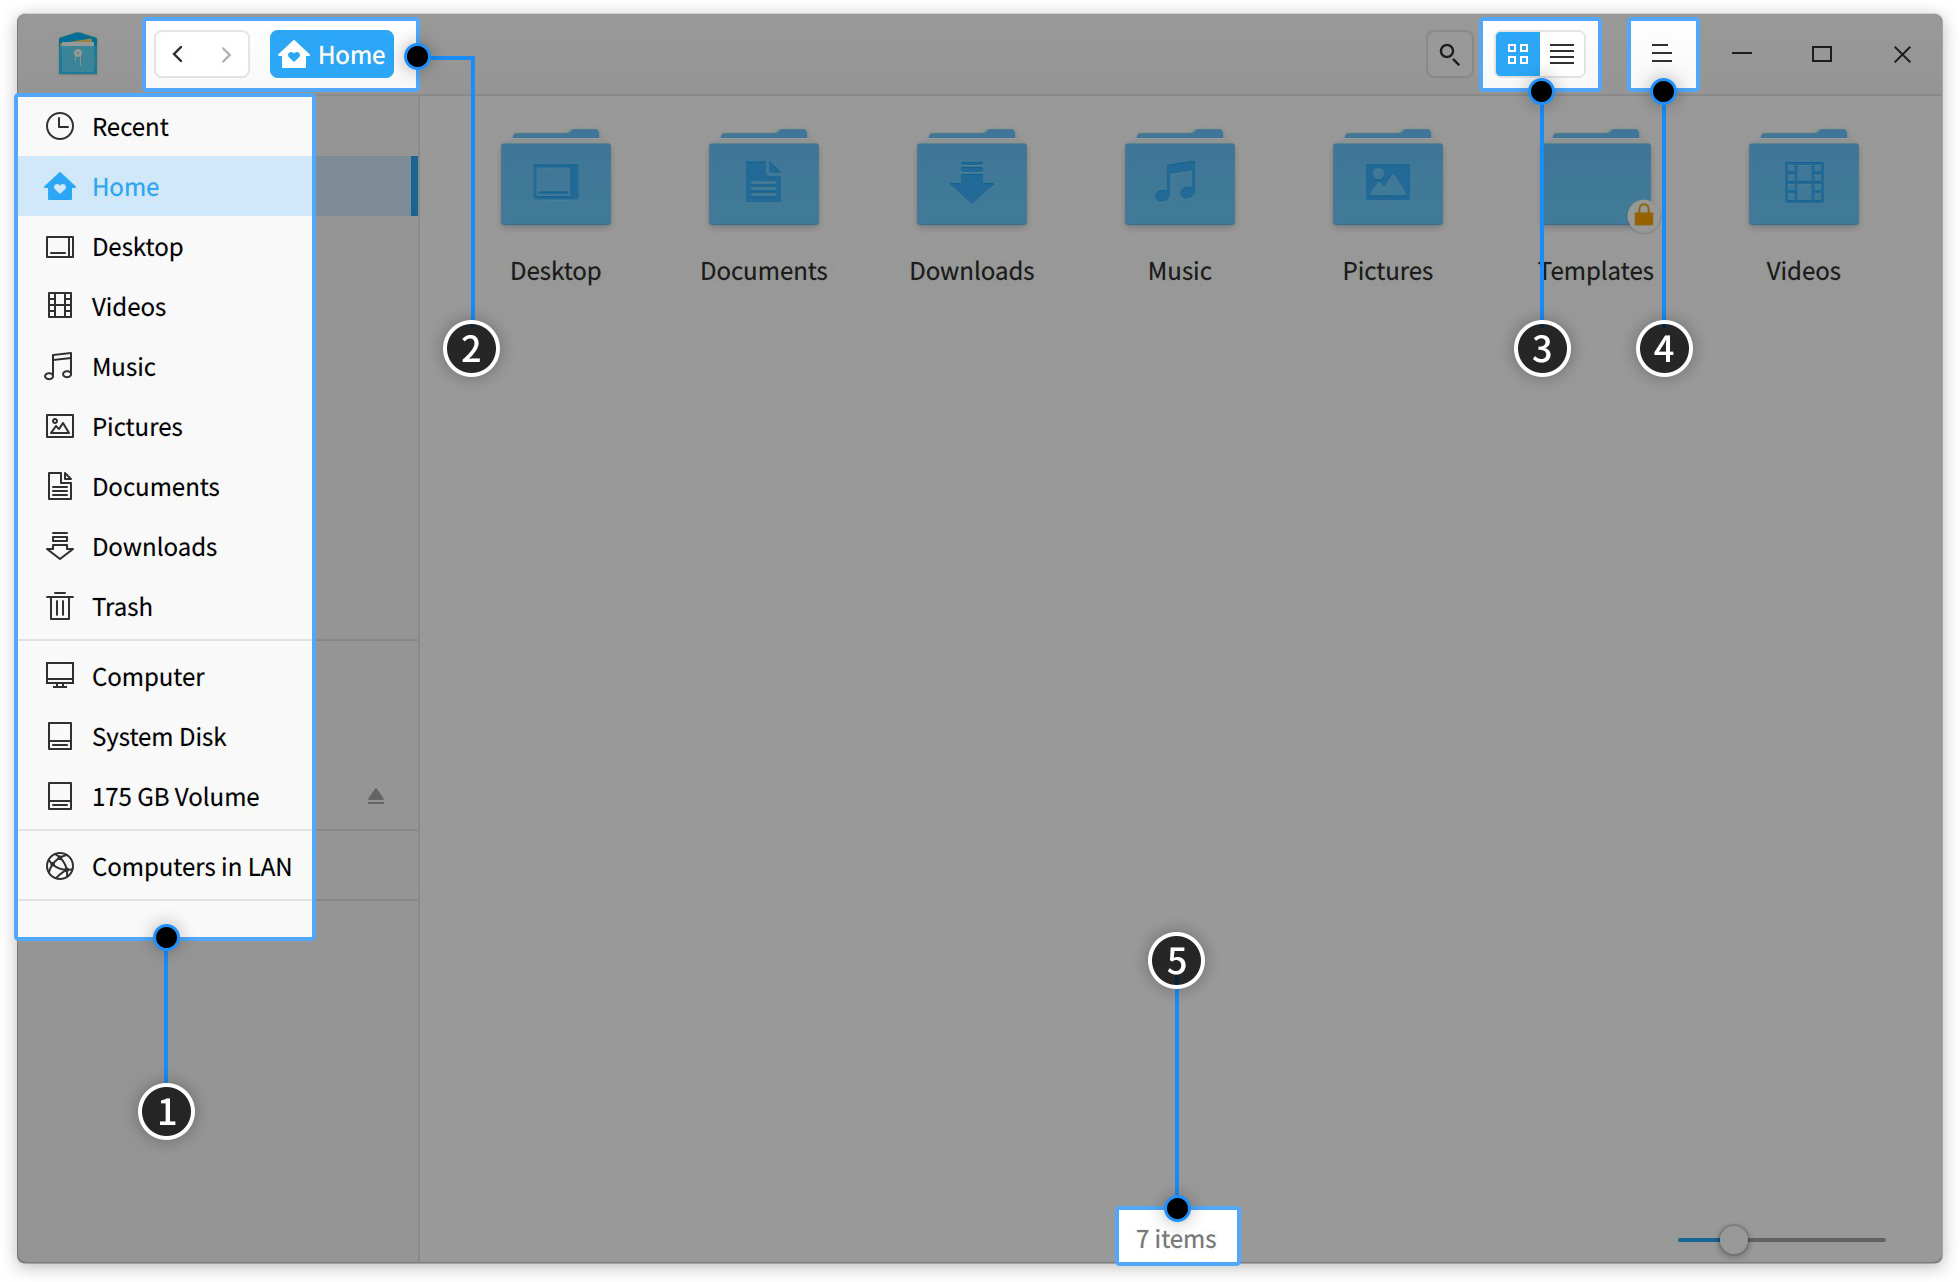 Home
Recent
Home
Desktop
Videos
Music
Pictures
Documents
Downloads
Trash
Computer
System Disk
175 GB Volume
Computers in LAN
Desktop
Documents
Downloads
Music
Pictures
Templates
Videos
2
3
4
5
1
7 items